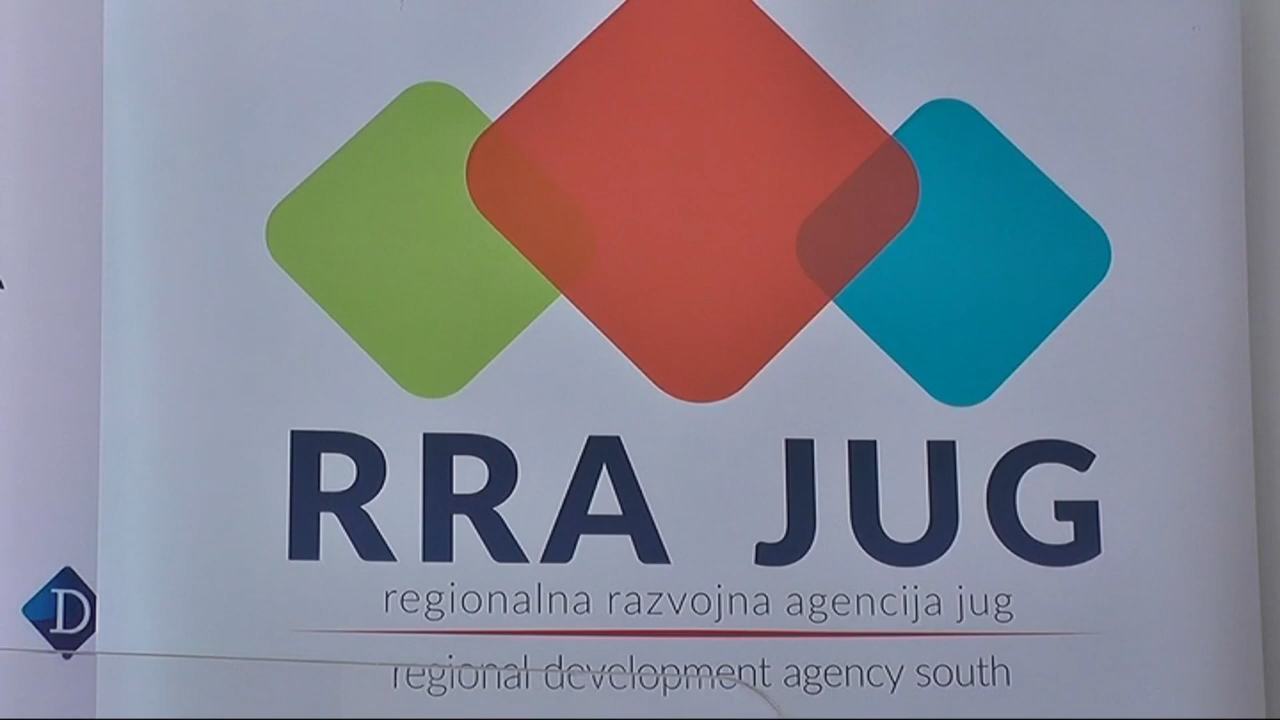 RRA JUG
regionalna razvojna agencija jug
regional development agency south
D